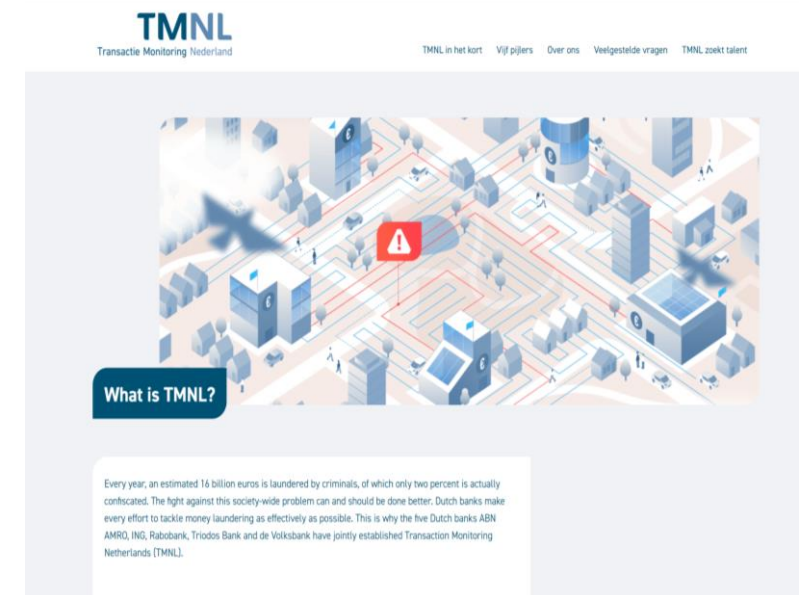 TMNL
Transactie Monitoring Nederland
TMNL in het kort Vijf pijlers Over ons Veelgestelde vragen TMNL zoekt talent
€
€
€
€
€
What is TMNL?
Every year, an estimated 16 billion euros is laundered by criminals, of which only two percent is actually
confiscated. The fight against this society-wide problem can and should be done better. Dutch banks make
every effort to tackle money laundering as effectively as possible. This is why the five Dutch banks ABN
AMRO, ING, Rabobank, Triodos Bank and de Volksbank have jointly established Transaction Monitoring
Netherlands (TMNL).